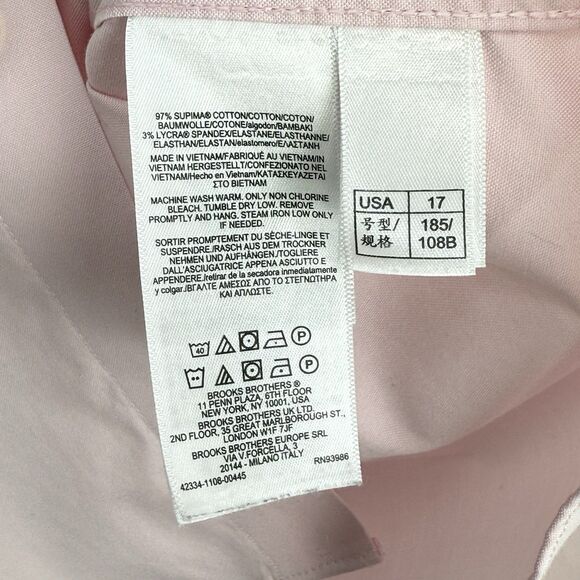 97% SUPIMA® COTTON/COTTON/COTON/
BAUMWOLLE/COTONE/algodon/BAMBAKI
3% LYCRA® SPANDEX/ELASTANE/ELASTHANNE/
ELASTHAN/ELASTAN/elastomero/ΕΛΑΣΤΑΝΗ
MADE IN VIETNAM/FABRIQUÉ AU VIETNAM/IN
VIETNAM HERGESTELLT/CONFEZIONATO NEL
VIETNAM/Hecho en Vietnam/ΚΑΤΑΣΚΕΥΑΖΕΤΑΙ
ΣΤΟ ΒΙΕΤΝΑΜ
MACHINE WASH WARM. ONLY NON CHLORINE
BLEACH. TUMBLE DRY LOW. REMOVE
PROMPTLY AND HANG. STEAM IRON LOW ONLY
IF NEEDED.
SORTIR PROMPTEMENT DU SÈCHE-LINGE ET
SUSPENDRE./RASCH AUS DEM TROCKNER
NEHMEN UND AUFHÄNGEN./TOGLIERE
DALL'ASCIUGATRICE APPENA ASCIUTTO E
APPENDERE./retirar de la secadora inmediatamente
y colgar./ΒΓΑΛΤΕ ΑΜΕΣΩΣ ΑΠΟ ΤΟ ΣΤΕΓΝΩΤΗΡΑ
ΚΑΙ ΑΠΛΩΣΤΕ.
40 P
P
BROOKS BROTHERS ®
11 PENN PLAZA, 6TH FLOOR
NEW YORK, NY 10001, USA
BROOKS BROTHERS UK LTD.
2ND FLOOR, 35 GREAT MARLBOROUGH ST.,
LONDON W1F 7JF
BROOKS BROTHERS EUROPE SRL
VIA V.FORCELLA, 3
20144 - MILANO ITALY
RN93986
42334-1108-00445
USA 17
号型/ 185/
规格 108B